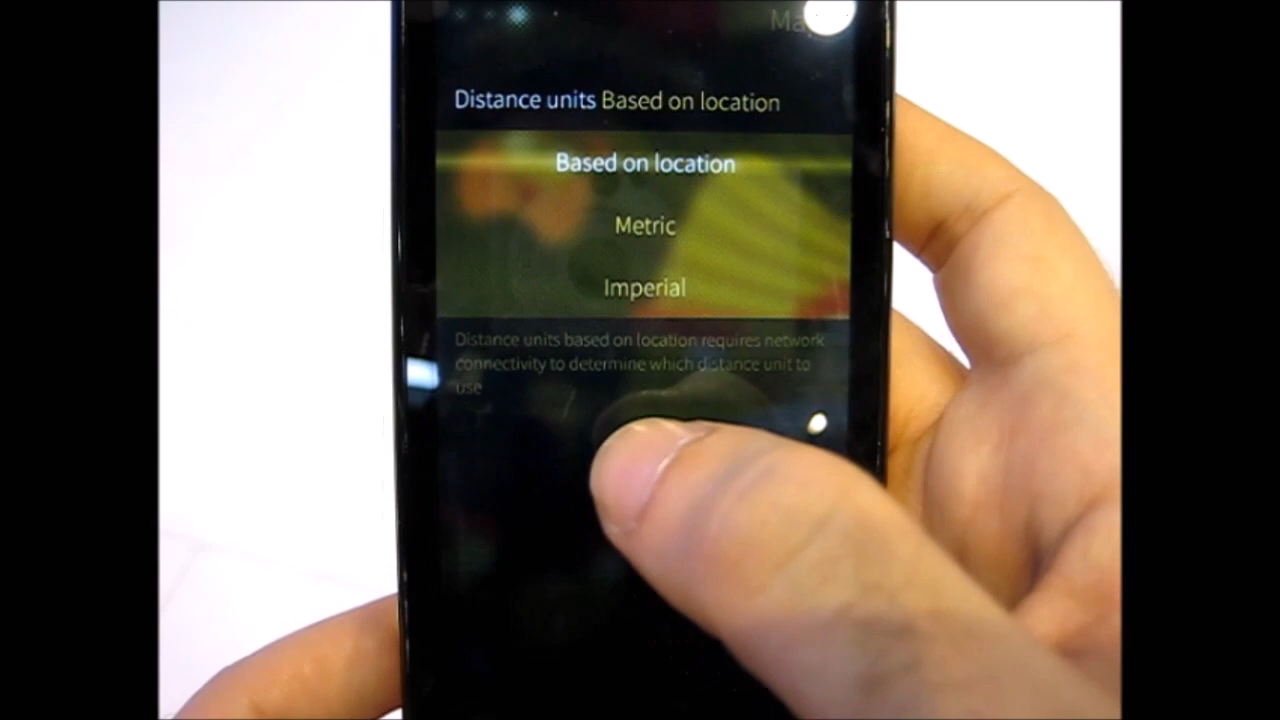 Distance units Based on location
Based on location
Metric
Imperial
Distance units based on location requires network
connectivity to determine which distance unit to
use